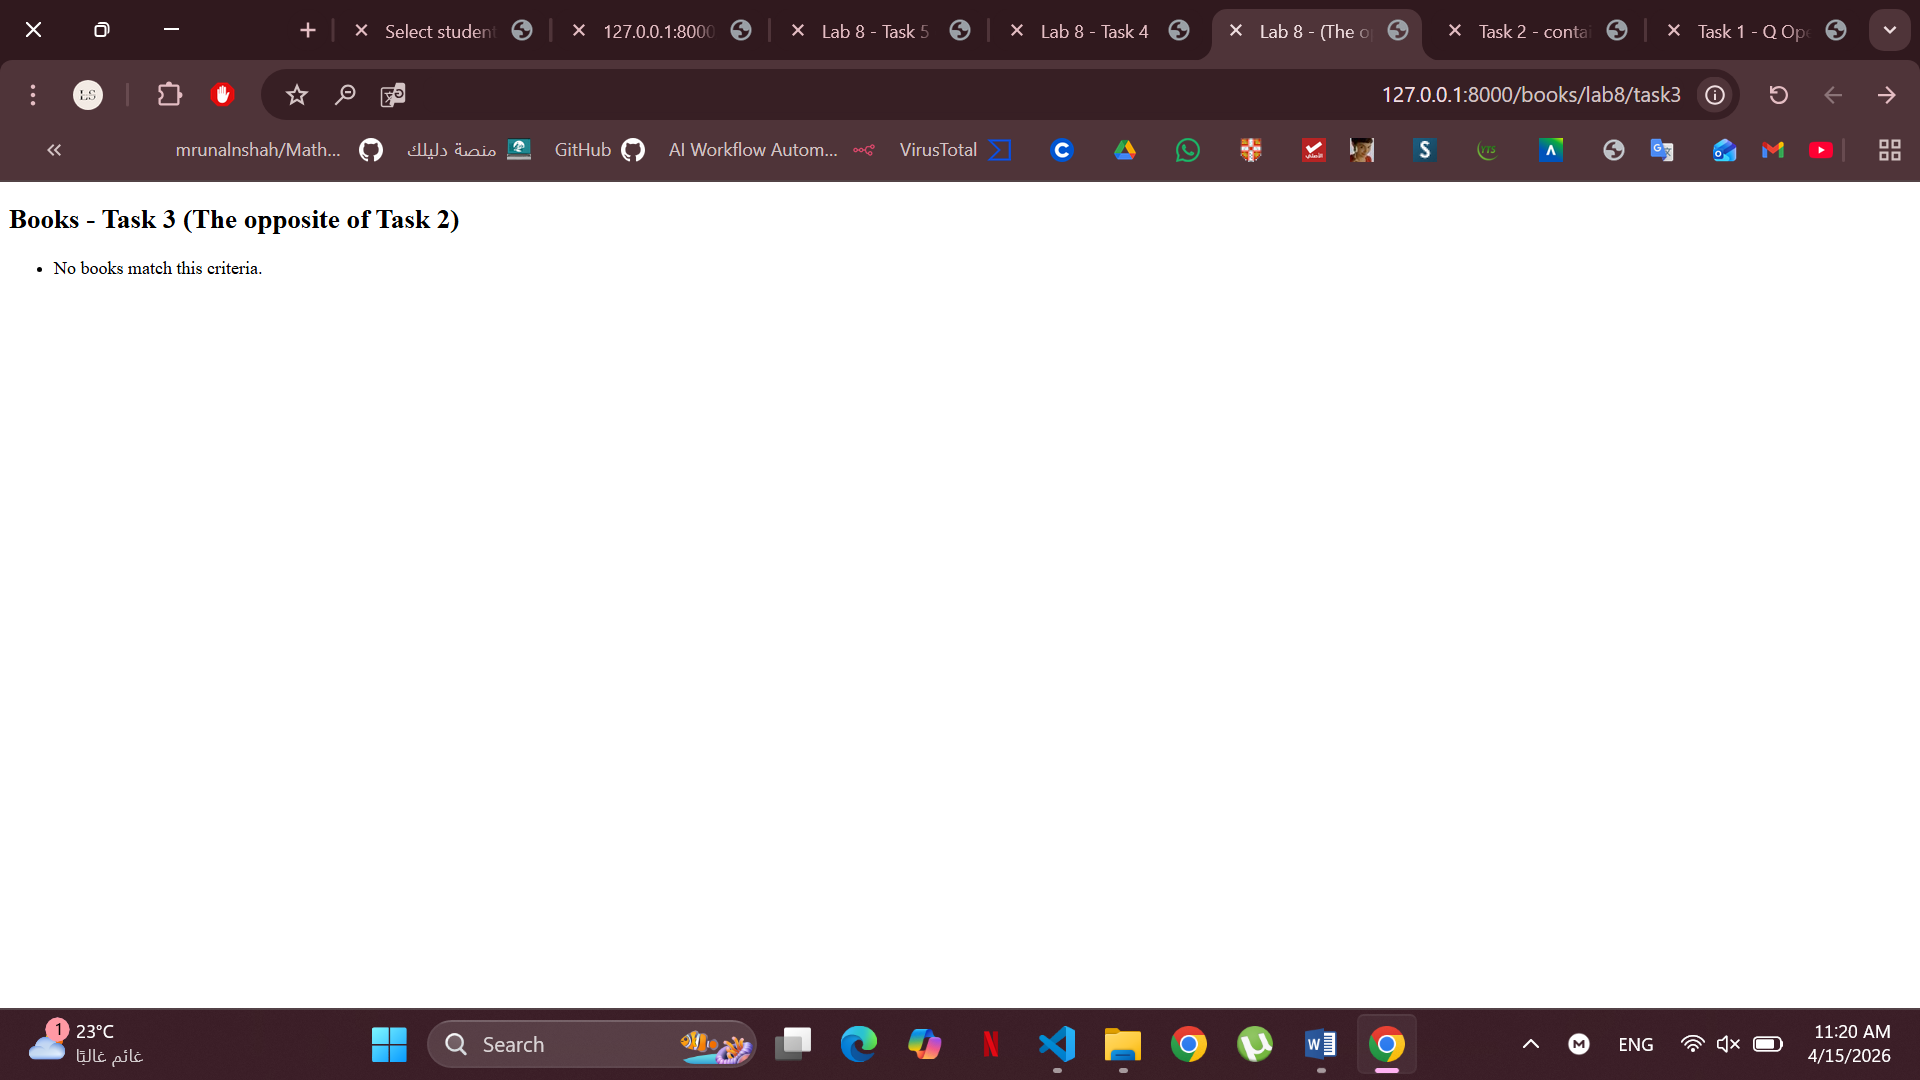 Select student
127.0.0.1:8000
Lab 8 - Task 5
Lab 8 - Task 4
Lab 8 - (The o
Task 2 - contai
Task 1 - Q Ope
127.0.0.1:8000/books/lab8/task3
mrunalnshah/Math...
منصة دليلك
GitHub
AI Workflow Autom...
VirusTotal
Books - Task 3 (The opposite of Task 2)
No books match this criteria.
1
23°C
غائم غالبًا
Search
ENG
11:20 AM
4/15/2026